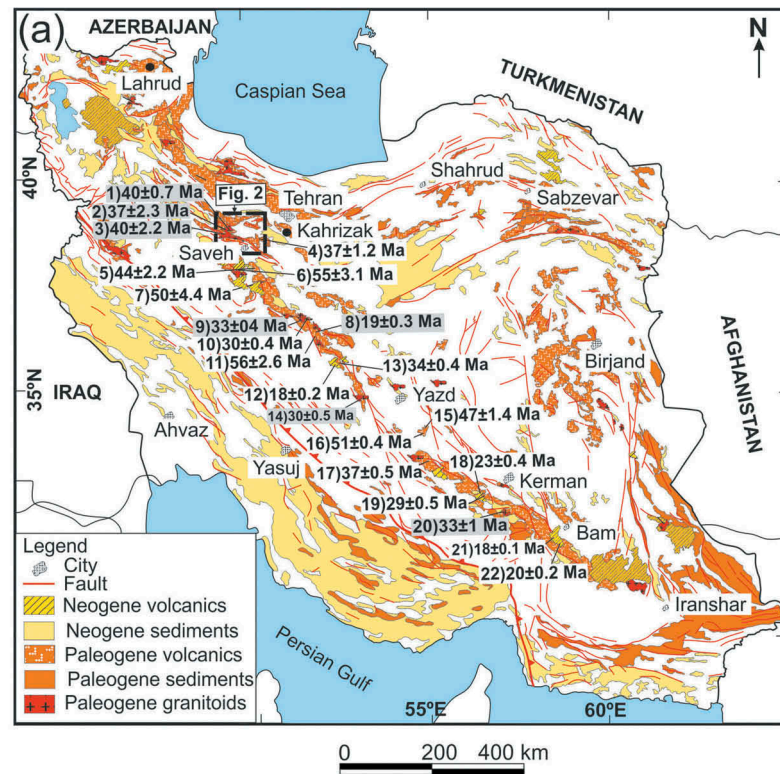 (a)
AZERBAIJAN
N
Lahrud
Caspian Sea
TURKMENISTAN
40°N
Shahrud
Sabzevar
1)40±0.7 Ma
Fig. 2
Tehran
2)37±2.3 Ma
3)40±2.2 Ma
Kahrizak
Saveh
4)37±1.2 Ma
5)44±2.2 Ma
6)55±3.1 Ma
7)50±4.4 Ma
9)33±04 Ma
8)19±0.3 Ma
10)30±0.4 Ma
11)56±2.6 Ma
13)34±0.4 Ma
Birjand
AFGHANISTAN
35°N
IRAQ
12)18±0.2 Ma
Yazd
14)30±0.5 Ma
15)47±1.4 Ma
Ahvaz
16)51±0.4 Ma
Yasuj
17)37±0.5 Ma
18)23±0.4 Ma
Kerman
19)29±0.5 Ma
20)33±1 Ma
Bam
21)18±0.1 Ma
22)20±0.2 Ma
Iranshar
Legend
City
Fault
Neogene volcanics
Neogene sediments
Paleogene volcanics
Paleogene sediments
Paleogene granitoids
Persian Gulf
55°E
60°E
0 200 400 km